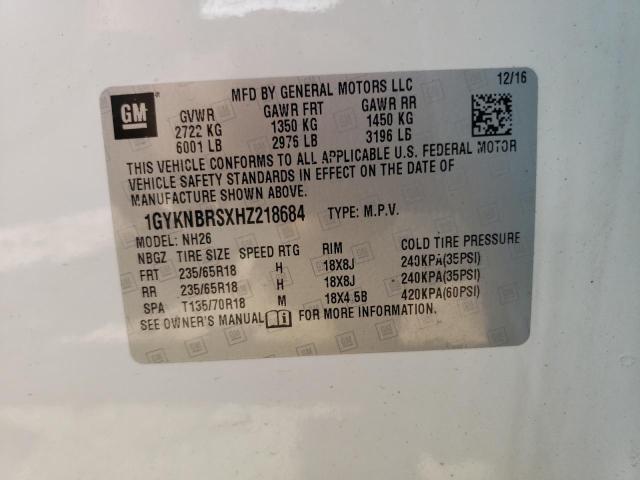 12/16
MFD BY GENERAL MOTORS LLC
GM
GVWR GAWR FRT GAWR RR
2722 KG 1350 KG 1450 KG
6001 LB 2976 LB 3196 LB
THIS VEHICLE CONFORMS TO ALL APPLICABLE U.S. FEDERAL MOTOR
VEHICLE SAFETY STANDARDS IN EFFECT ON THE DATE OF
MANUFACTURE SHOWN ABOVE.
1GYKNBRSXHZ218684 TYPE: M.P.V.
MODEL: NH26
NBGZ TIRE SIZE SPEED RTG RIM COLD TIRE PRESSURE
FRT 235/65R18 H 18X8J 240KPA(35PSI)
RR 235/65R18 H 18X8J 240KPA(35PSI)
SPA T135/70R18 M 18X4.5B 420KPA(60PSI)
SEE OWNER'S MANUAL FOR MORE INFORMATION.